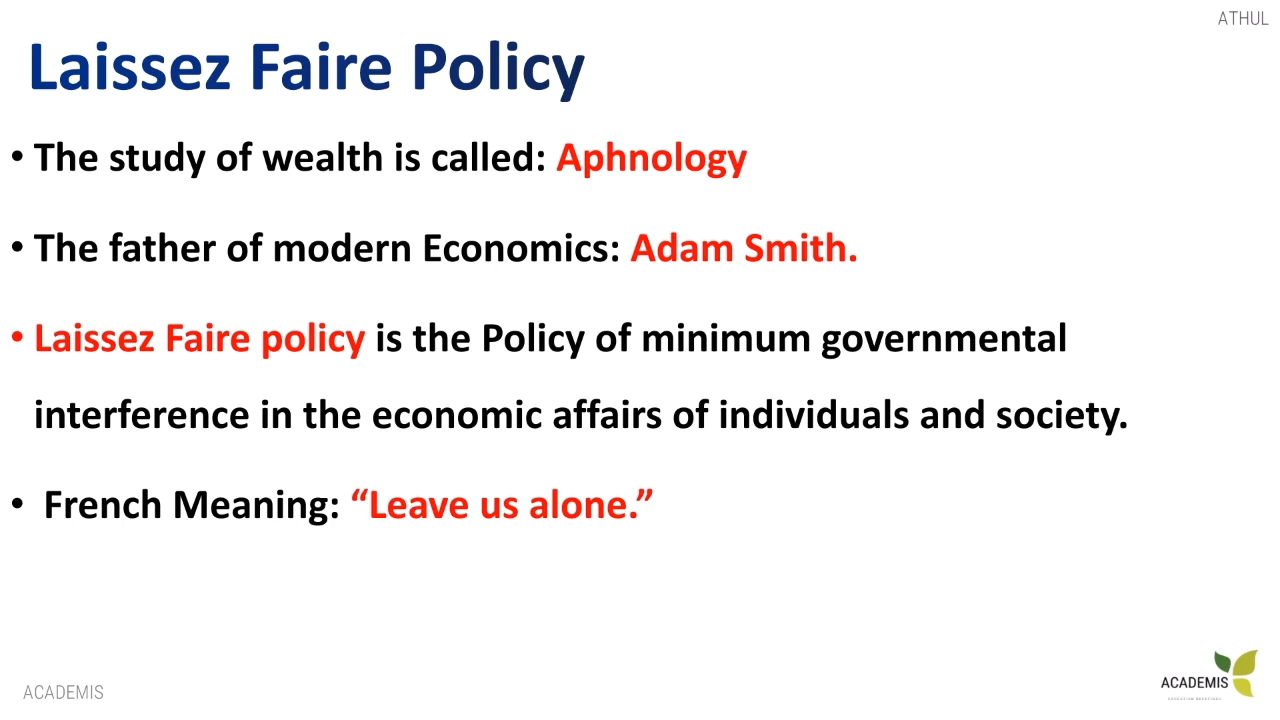 ATHUL
Laissez Faire Policy
• The study of wealth is called: Aphnology
• The father of modern Economics: Adam Smith.
• Laissez Faire policy is the Policy of minimum governmental
interference in the economic affairs of individuals and society.
• French Meaning: “Leave us alone.”
ACADEMIS
ACADEMIS
EDUCATION REDEFINED